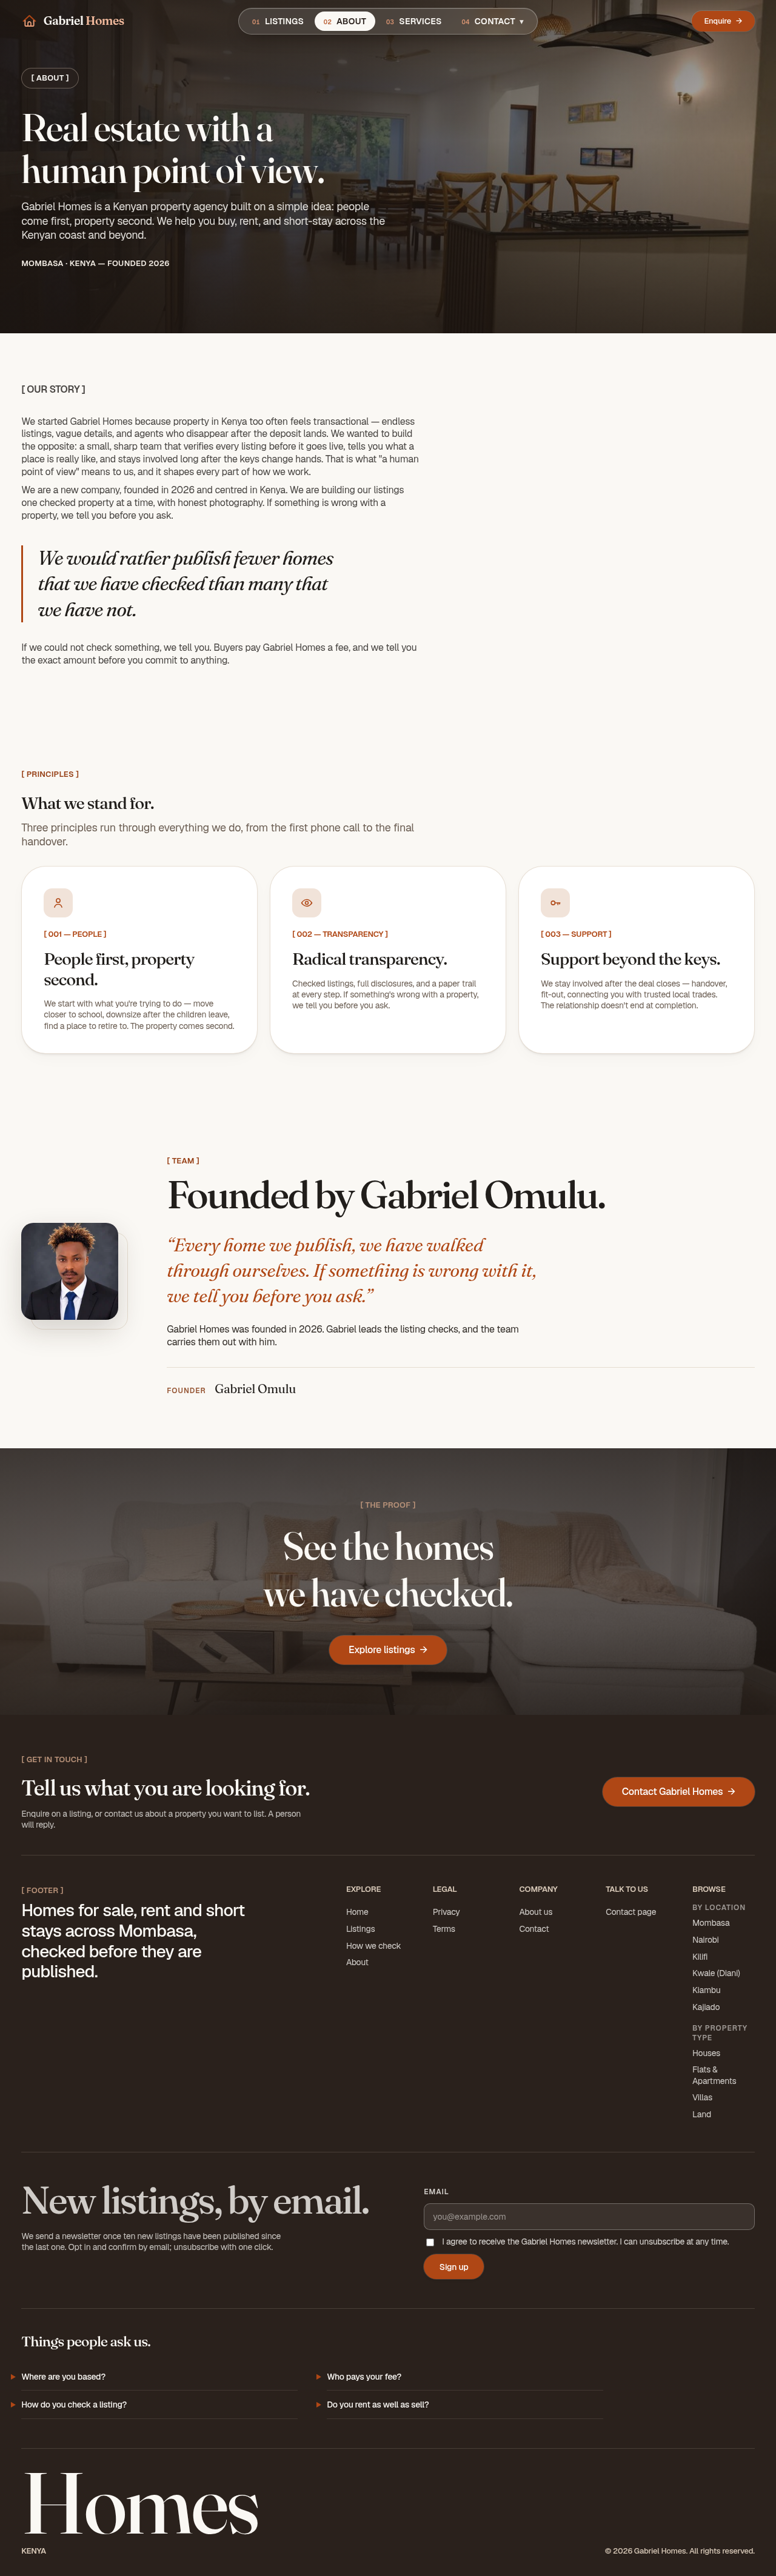 Gabriel Homes
01 LISTINGS
02 ABOUT
03 SERVICES
04 CONTACT ▾
Enquire →
[ ABOUT ]
Real estate with a
human point of view.
Gabriel Homes is a Kenyan property agency built on a simple idea: people
come first, property second. We help you buy, rent, and short-stay across the
Kenyan coast and beyond.
MOMBASA · KENYA — FOUNDED 2026
[ OUR STORY ]
We started Gabriel Homes because property in Kenya too often feels transactional — endless
listings, vague details, and agents who disappear after the deposit lands. We wanted to build
the opposite: a small, sharp team that verifies every listing before it goes live, tells you what a
place is really like, and stays involved long after the keys change hands. That is what "a human
point of view" means to us, and it shapes every part of how we work.
We are a new company, founded in 2026 and centred in Kenya. We are building our listings
one checked property at a time, with honest photography. If something is wrong with a
property, we tell you before you ask.
We would rather publish fewer homes
that we have checked than many that
we have not.
If we could not check something, we tell you. Buyers pay Gabriel Homes a fee, and we tell you
the exact amount before you commit to anything.
[ PRINCIPLES ]
What we stand for.
Three principles run through everything we do, from the first phone call to the final
handover.
[ 001 — PEOPLE ]
People first, property
second.
We start with what you're trying to do — move
closer to school, downsize after the children leave,
find a place to retire to. The property comes second.
[ 002 — TRANSPARENCY ]
Radical transparency.
Checked listings, full disclosures, and a paper trail
at every step. If something's wrong with a property,
we tell you before you ask.
[ 003 — SUPPORT ]
Support beyond the keys.
We stay involved after the deal closes — handover,
fit-out, connecting you with trusted local trades.
The relationship doesn't end at completion.
[ TEAM ]
Founded by Gabriel Omulu.
“Every home we publish, we have walked
through ourselves. If something is wrong with it,
we tell you before you ask.”
Gabriel Homes was founded in 2026. Gabriel leads the listing checks, and the team
carries them out with him.
FOUNDER Gabriel Omulu
[ THE PROOF ]
See the homes
we have checked.
Explore listings →
[ GET IN TOUCH ]
Tell us what you are looking for.
Enquire on a listing, or contact us about a property you want to list. A person
will reply.
Contact Gabriel Homes →
[ FOOTER ]
Homes for sale, rent and short
stays across Mombasa,
checked before they are
published.
EXPLORE
Home
Listings
How we check
About
LEGAL
Privacy
Terms
COMPANY
About us
Contact
TALK TO US
Contact page
BROWSE
BY LOCATION
Mombasa
Nairobi
Kilifi
Kwale (Diani)
Kiambu
Kajiado
BY PROPERTY
TYPE
Houses
Flats &
Apartments
Villas
Land
New listings, by email.
We send a newsletter once ten new listings have been published since
the last one. Opt in and confirm by email; unsubscribe with one click.
EMAIL
you@example.com
I agree to receive the Gabriel Homes newsletter. I can unsubscribe at any time.
Sign up
Things people ask us.
Where are you based?
Who pays your fee?
How do you check a listing?
Do you rent as well as sell?
Homes
KENYA
© 2026 Gabriel Homes. All rights reserved.